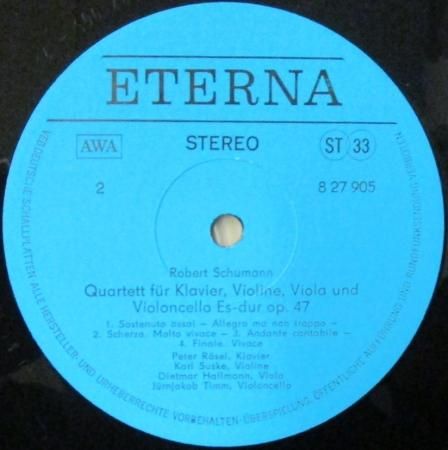 ETERNA
AWA
STEREO
ST 33
2
8 27 905
Robert Schumann
Quartett für Klavier, Violine, Viola und
Violoncello Es-dur op. 47
1. Sostenuto assai – Allegro ma non troppo –
2. Scherzo. Molto vivace – 3. Andante cantabile –
4. Finale. Vivace
Peter Rösel, Klavier
Karl Suske, Violine
Dietmar Hallmann, Viola
Jürnjakob Timm, Violoncello
VEB DEUTSCHE SCHALLPLATTEN ALLE HERSTELLER- UND URHEBERRECHTE VORBEHALTEN · ÜBERSPIELUNG, ÖFFENTLICHE AUFFÜHRUNG UND RUNDFUNKSENDUNG VERBOTEN